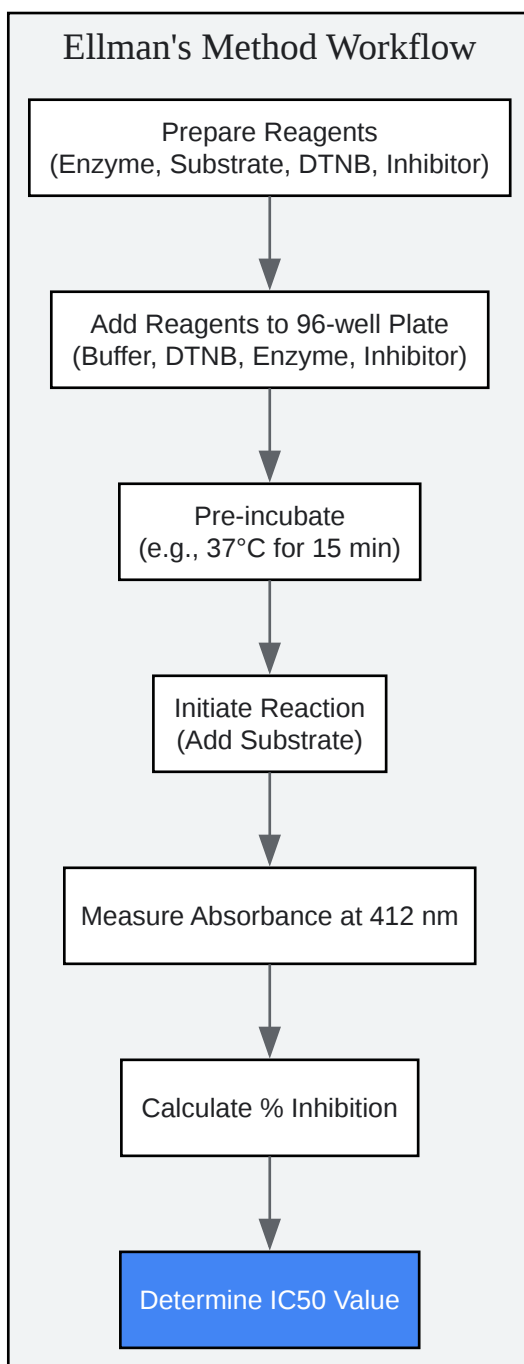 Ellman's Method Workflow
Prepare Reagents
(Enzyme, Substrate, DTNB, Inhibitor)
Add Reagents to 96-well Plate
(Buffer, DTNB, Enzyme, Inhibitor)
Pre-incubate
(e.g., 37°C for 15 min)
Initiate Reaction
(Add Substrate)
Measure Absorbance at 412 nm
Calculate % Inhibition
Determine IC50 Value